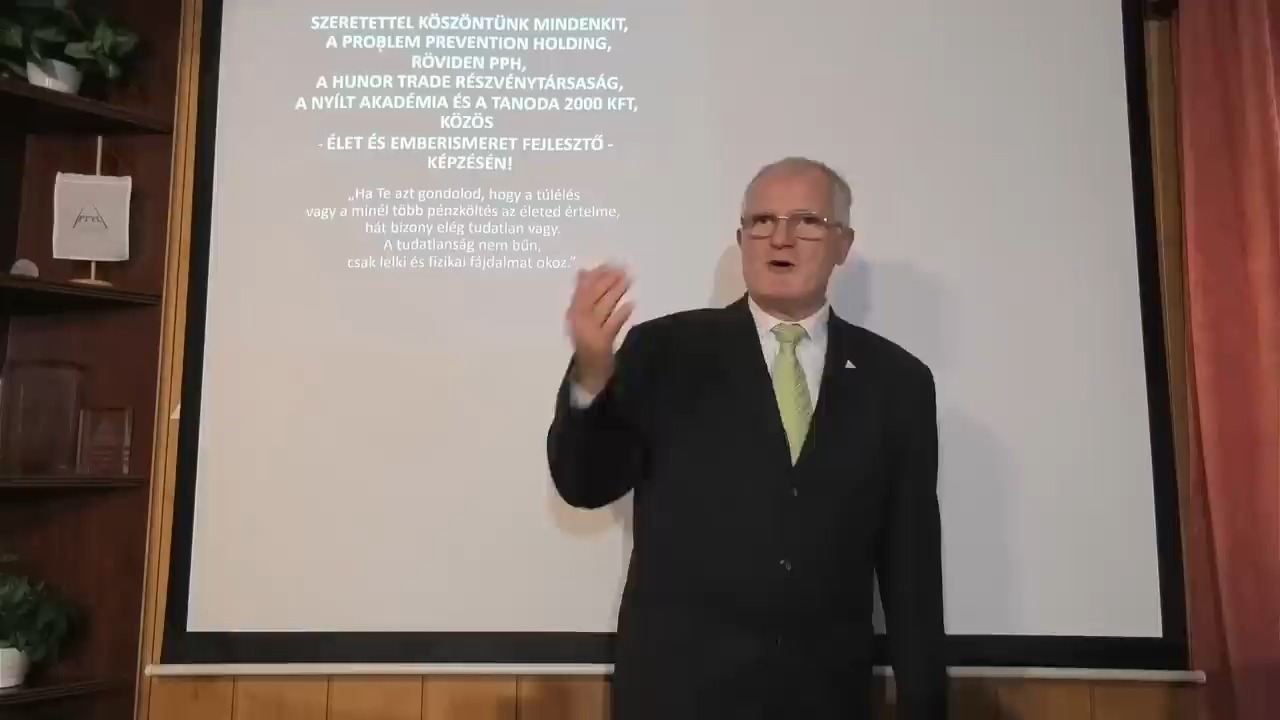 SZERETETTEL KÖSZÖNTÜNK MINDENKIT,
A PROBLEM PREVENTION HOLDING,
RÖVIDEN PPH,
A HUNOR TRADE RÉSZVÉNYTÁRSASÁG,
A NYÍLT AKADÉMIA ÉS A TANODA 2000 KFT,
KÖZÖS
- ÉLET ÉS EMBERISMERET FEJLESZTŐ -
KÉPZÉSÉN!
„Ha Te azt gondolod, hogy a túlélés
vagy a minél több pénzköltés az életed értelme,
hát bizony elég tudatlan vagy.
A tudatlanság nem bűn,
csak lelki és fizikai fájdalmat okoz.”